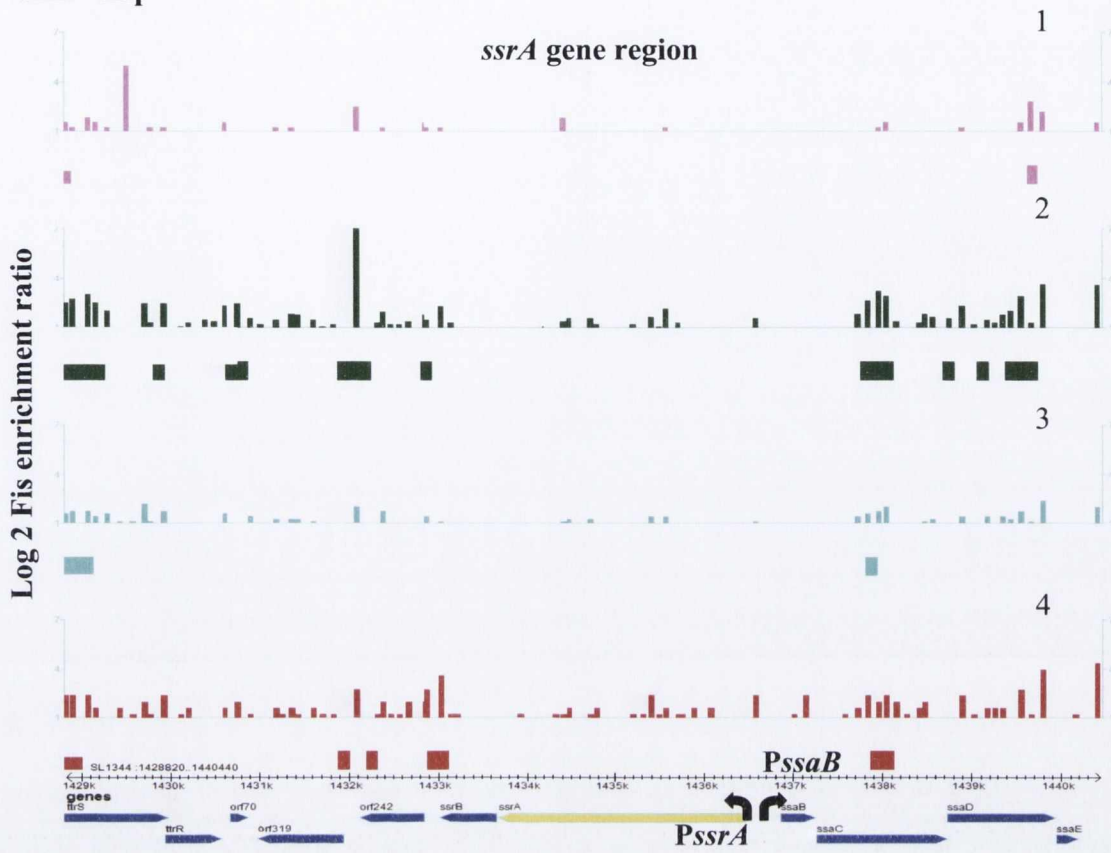 1
ssrA gene region
2
Log 2 Fis enrichment ratio
3
4
SL1344:1428820..1440440
PssaB
1429k 1430k 1431k 1432k 1433k 1434k 1435k 1436k 1437k 1438k 1439k 1440k
genes
ttrS orf70 orf242 ssrB ssrA ssaB ssaD
ttrR orf319 PssrA ssaC ssaE